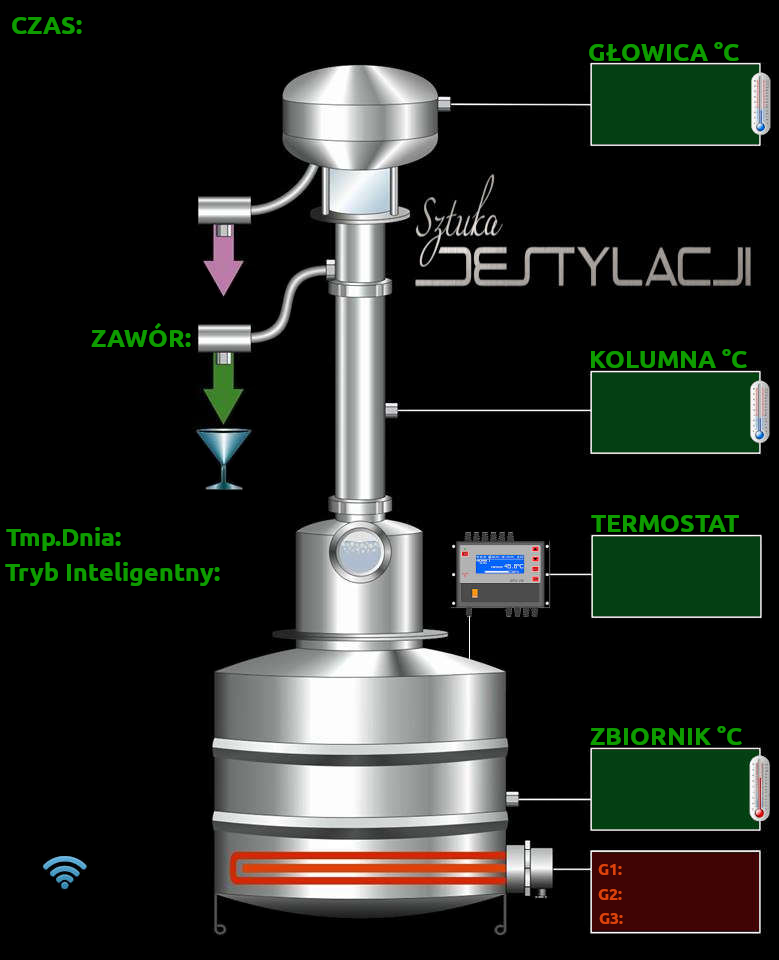 CZAS:
GŁOWICA °C
Sztuka
DESTYLACJI
ZAWÓR:
KOLUMNA °C
TERMOSTAT
Tmp.Dnia:
Tryb Inteligentny:
ZBIORNIK °C
G1:
G2:
G3: